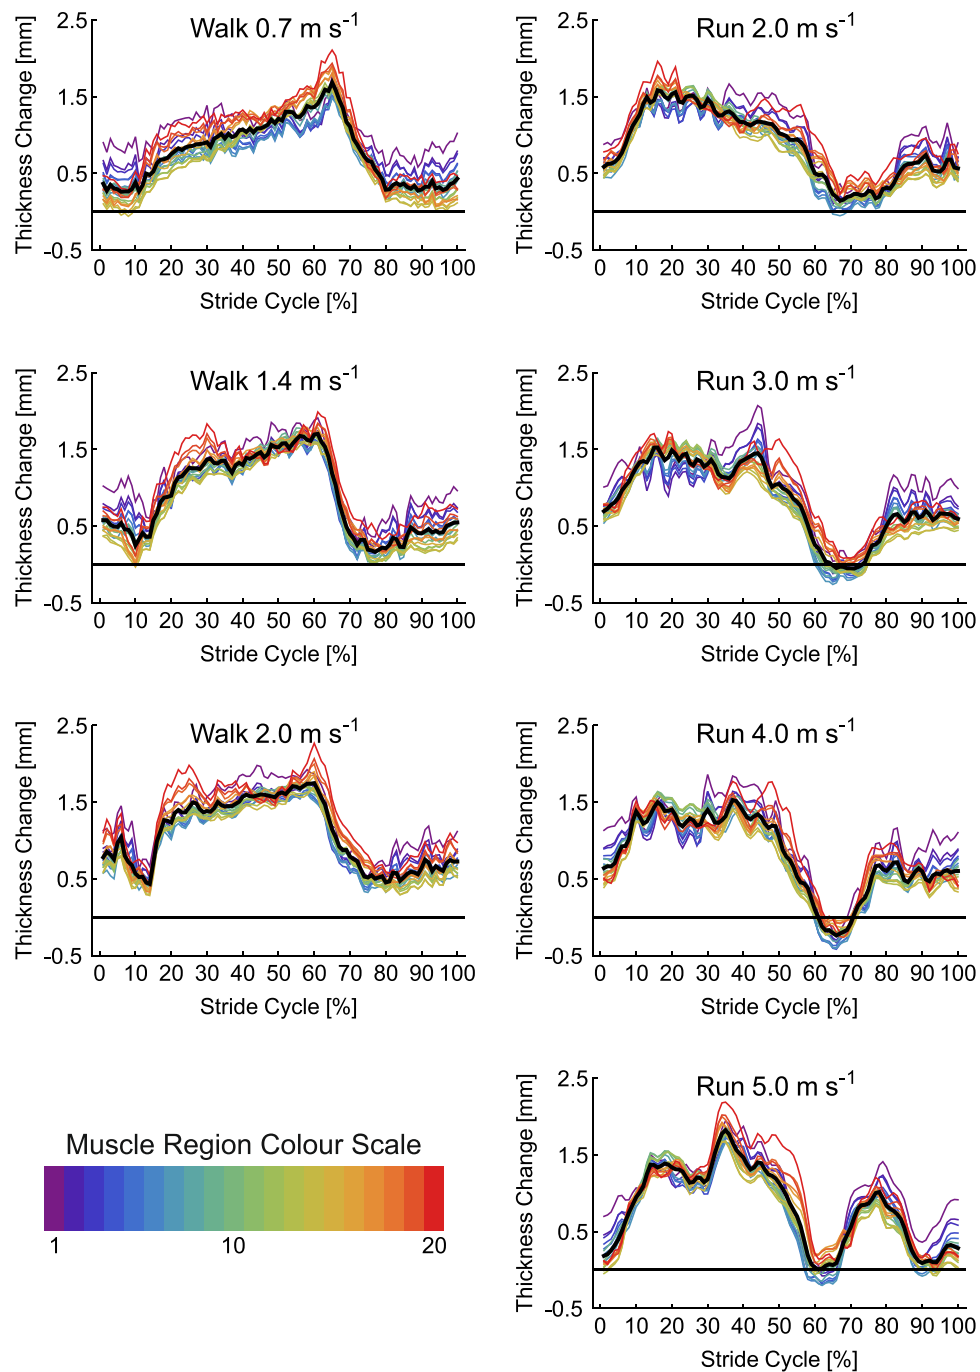 Walk 0.7 m s⁻¹
Thickness Change [mm]
2.5
1.5
0.5
-0.5
0 10 20 30 40 50 60 70 80 90 100
Stride Cycle [%]
Run 2.0 m s⁻¹
Thickness Change [mm]
2.5
1.5
0.5
-0.5
0 10 20 30 40 50 60 70 80 90 100
Stride Cycle [%]
Walk 1.4 m s⁻¹
Thickness Change [mm]
2.5
1.5
0.5
-0.5
0 10 20 30 40 50 60 70 80 90 100
Stride Cycle [%]
Run 3.0 m s⁻¹
Thickness Change [mm]
2.5
1.5
0.5
-0.5
0 10 20 30 40 50 60 70 80 90 100
Stride Cycle [%]
Walk 2.0 m s⁻¹
Thickness Change [mm]
2.5
1.5
0.5
-0.5
0 10 20 30 40 50 60 70 80 90 100
Stride Cycle [%]
Run 4.0 m s⁻¹
Thickness Change [mm]
2.5
1.5
0.5
-0.5
0 10 20 30 40 50 60 70 80 90 100
Stride Cycle [%]
Muscle Region Colour Scale
1 10 20
Run 5.0 m s⁻¹
Thickness Change [mm]
2.5
1.5
0.5
-0.5
0 10 20 30 40 50 60 70 80 90 100
Stride Cycle [%]